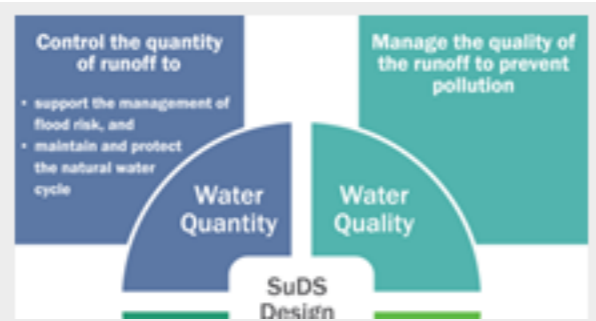 Control the quantity
of runoff to
• support the management of
flood risk, and
• maintain and protect
the natural water
cycle
Manage the quality of
the runoff to prevent
pollution
Water
Quantity
Water
Quality
SuDS
Design